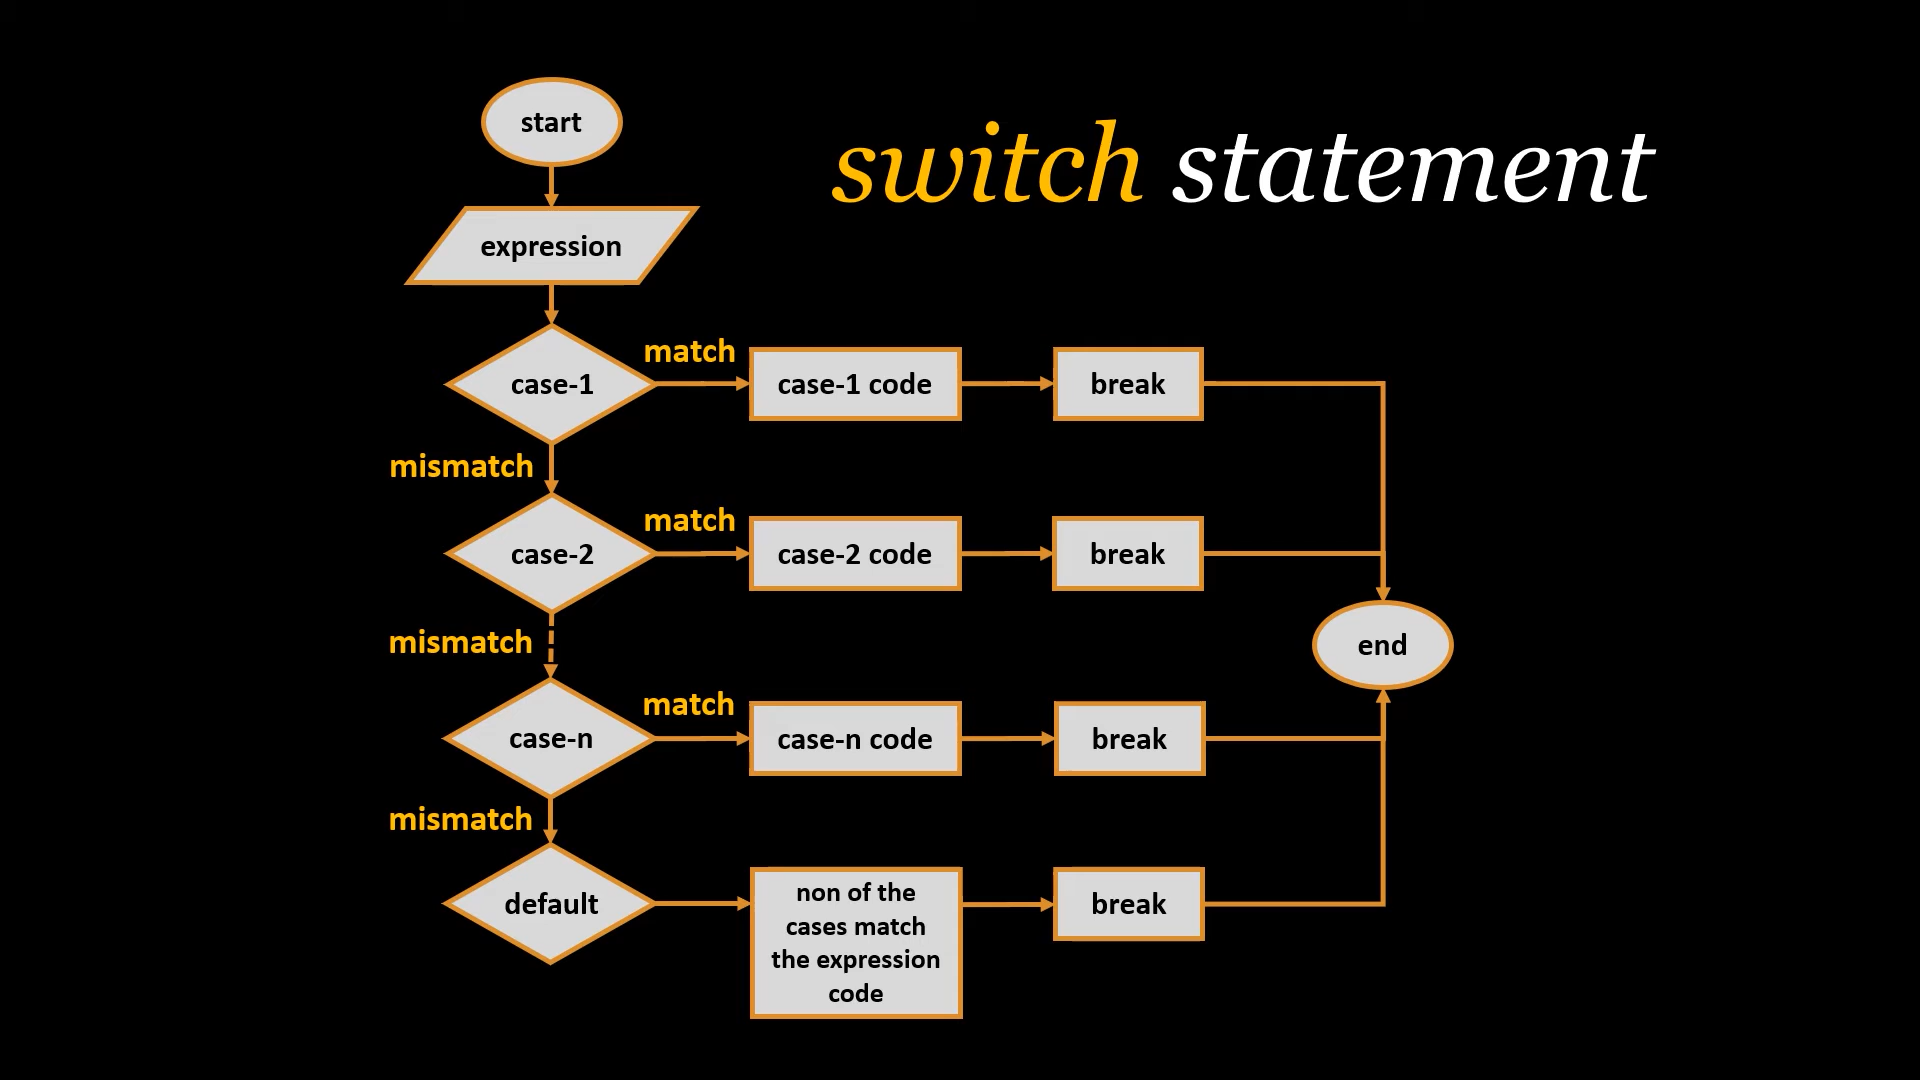 start
switch statement
expression
match
case-1
case-1 code
break
mismatch
match
case-2
case-2 code
break
mismatch
end
match
case-n
case-n code
break
mismatch
default
non of the
cases match
the expression
code
break